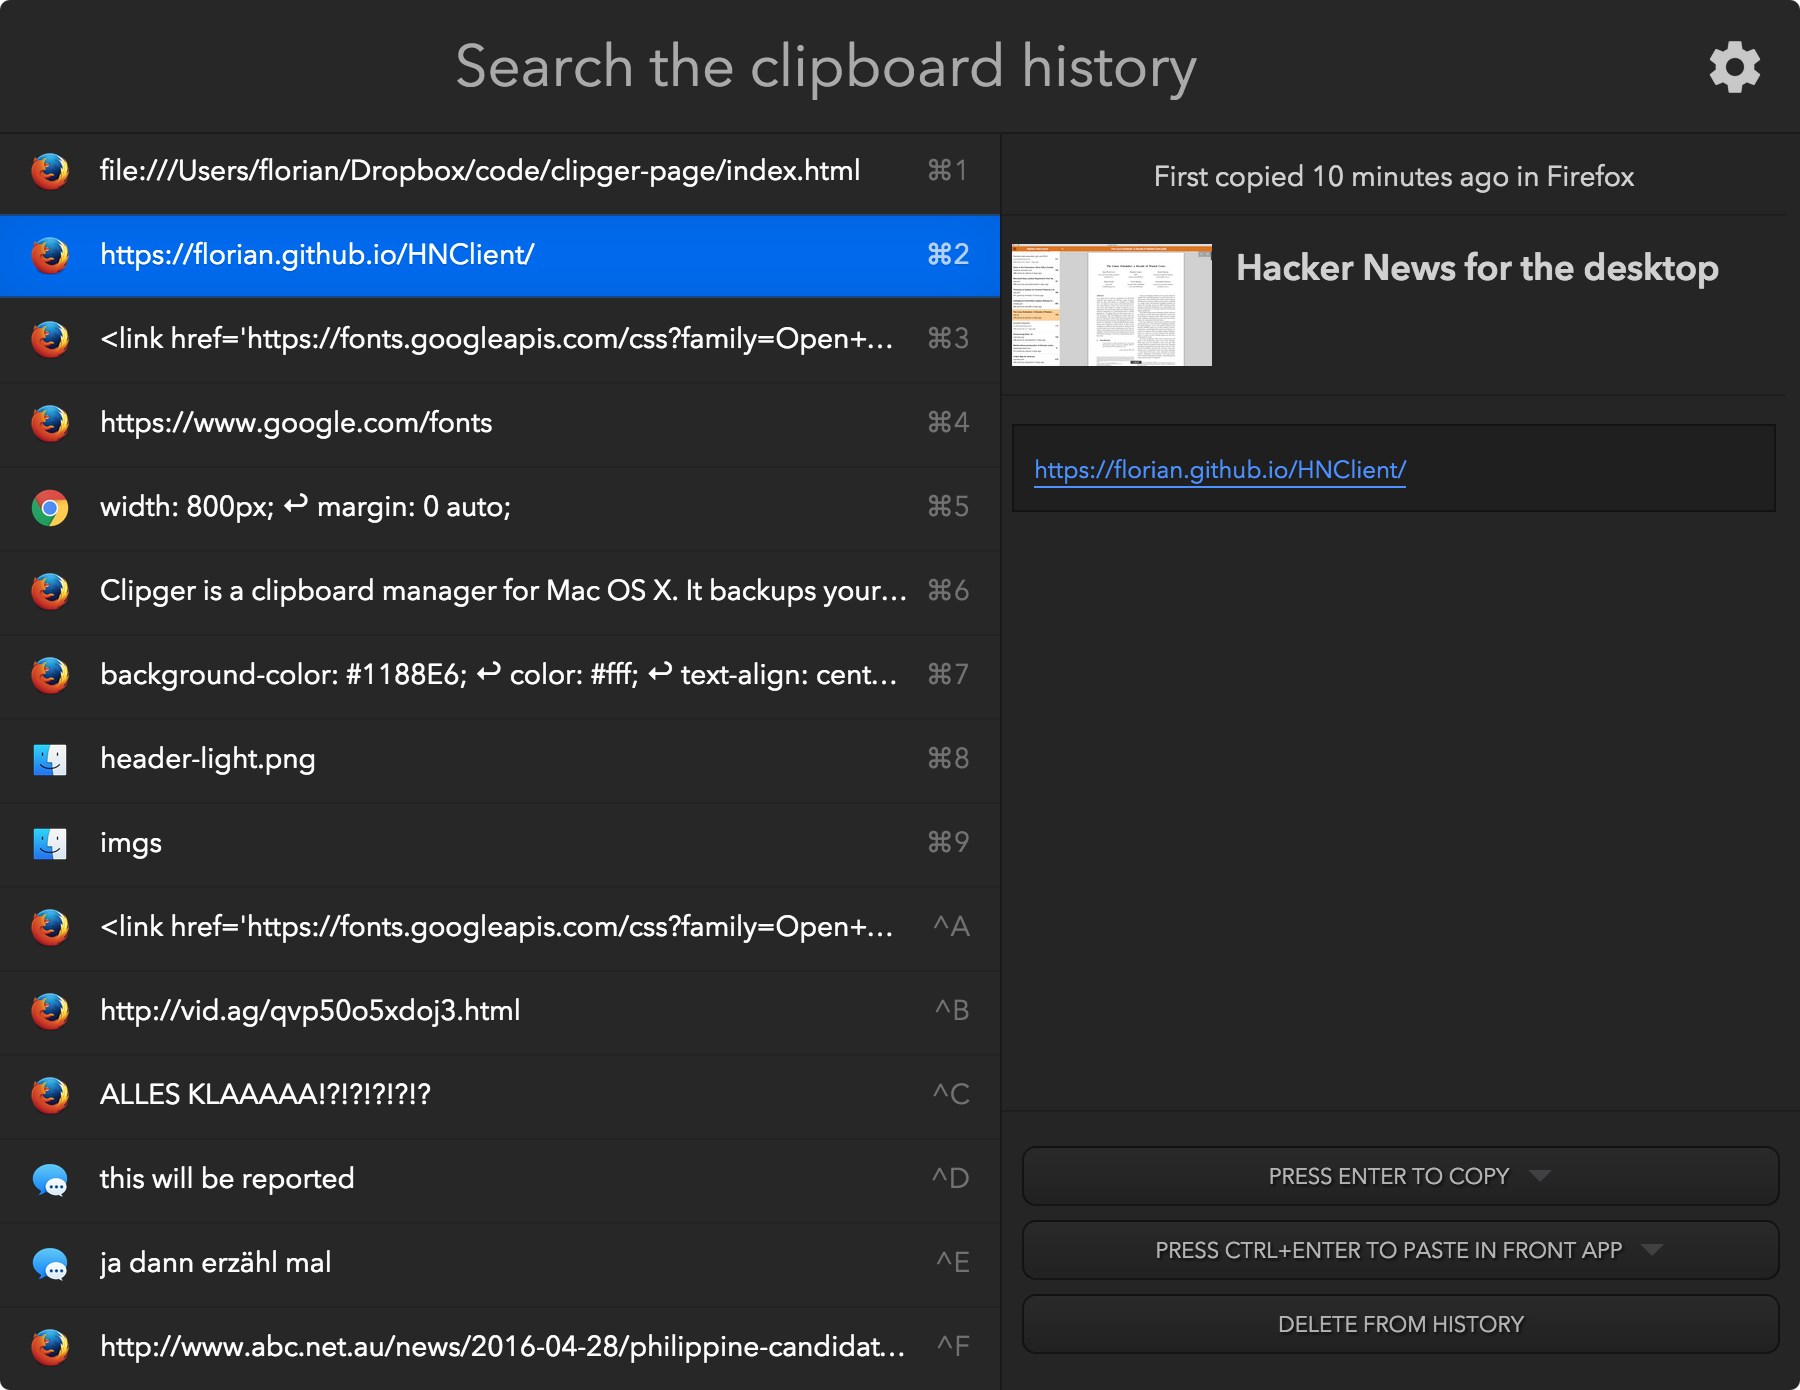 Search the clipboard history
file:///Users/florian/Dropbox/code/clipger-page/index.html ⌘1
https://florian.github.io/HNClient/ ⌘2
<link href='https://fonts.googleapis.com/css?family=Open+... ⌘3
https://www.google.com/fonts ⌘4
width: 800px; ↩ margin: 0 auto; ⌘5
Clipger is a clipboard manager for Mac OS X. It backups your... ⌘6
background-color: #1188E6; ↩ color: #fff; ↩ text-align: cent... ⌘7
header-light.png ⌘8
imgs ⌘9
<link href='https://fonts.googleapis.com/css?family=Open+... ^A
http://vid.ag/qvp50o5xdoj3.html ^B
ALLES KLAAAAA!?!?!?!?!? ^C
this will be reported ^D
ja dann erzähl mal ^E
http://www.abc.net.au/news/2016-04-28/philippine-candidat... ^F
First copied 10 minutes ago in Firefox
Hacker News for the desktop
https://florian.github.io/HNClient/
PRESS ENTER TO COPY
PRESS CTRL+ENTER TO PASTE IN FRONT APP
DELETE FROM HISTORY